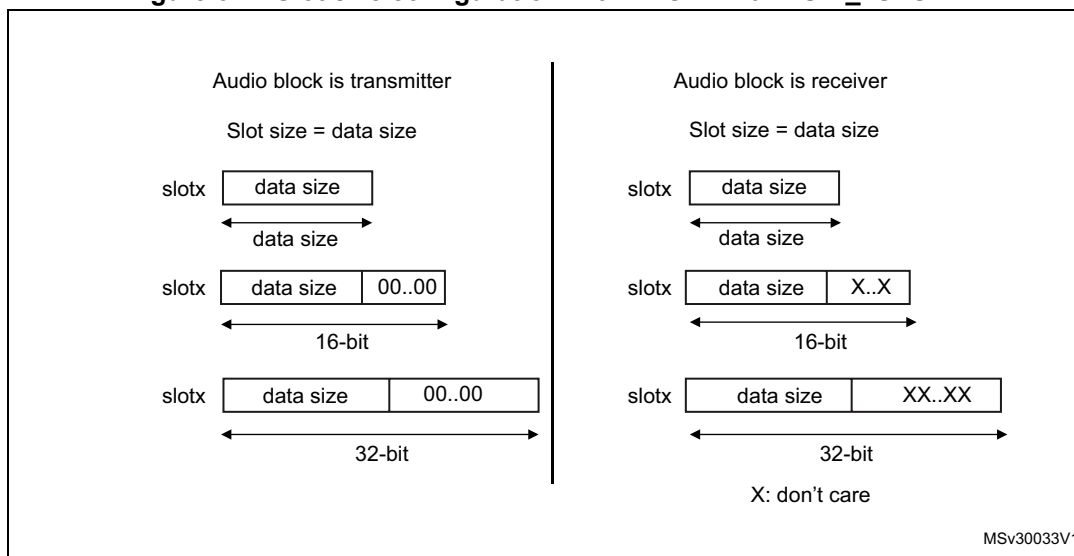 Audio block is transmitter
Slot size = data size
slotx data size
data size
slotx data size 00..00
16-bit
slotx data size 00..00
32-bit
Audio block is receiver
Slot size = data size
slotx data size
data size
slotx data size X..X
16-bit
slotx data size XX..XX
32-bit
X: don't care
MSv30033V1